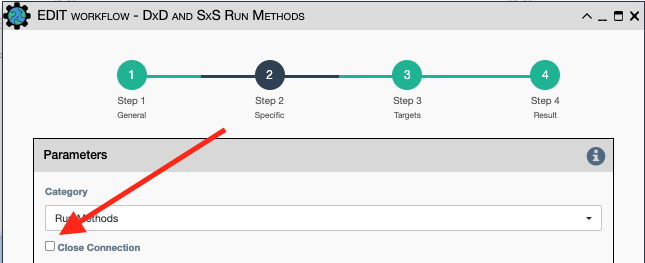 EDIT WORKFLOW - DXD AND SXS RUN METHODS
1 2 3 4
Step 1 Step 2 Step 3 Step 4
General Specific Targets Result
Parameters
Category
Run Methods
Close Connection